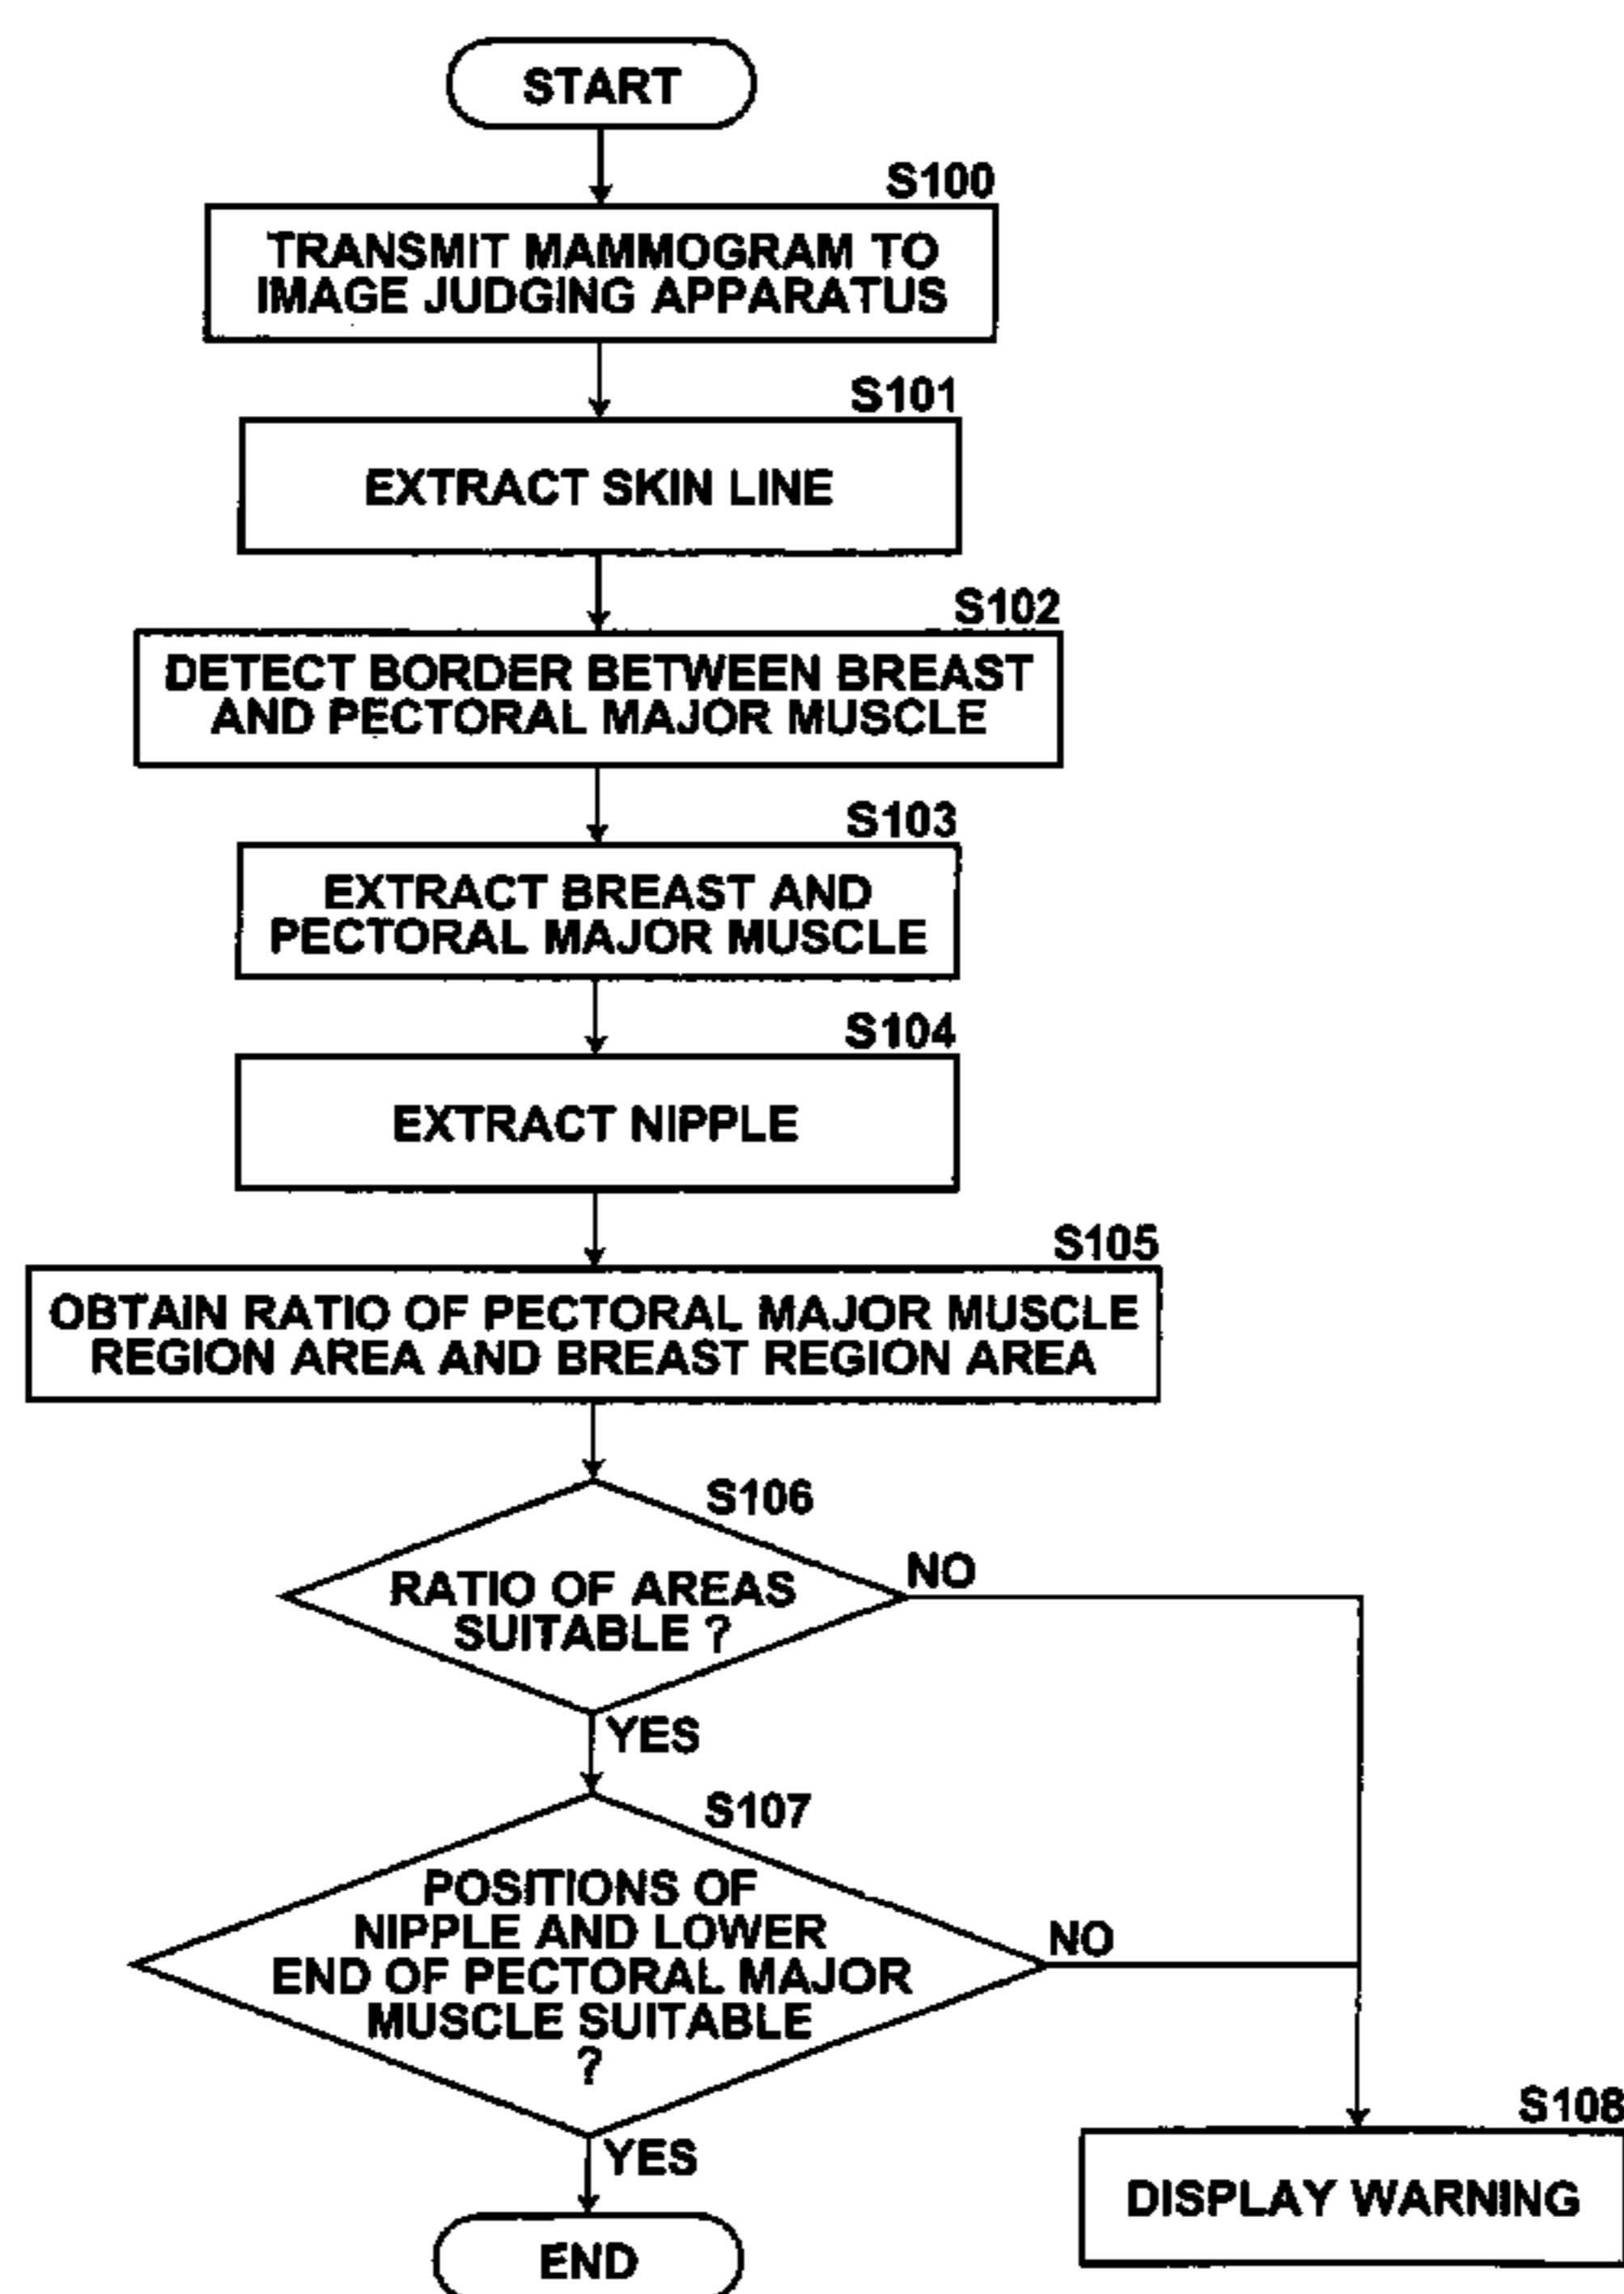 START
S100
TRANSMIT MAMMOGRAM TO
IMAGE JUDGING APPARATUS
S101
EXTRACT SKIN LINE
S102
DETECT BORDER BETWEEN BREAST
AND PECTORAL MAJOR MUSCLE
S103
EXTRACT BREAST AND
PECTORAL MAJOR MUSCLE
S104
EXTRACT NIPPLE
S105
OBTAIN RATIO OF PECTORAL MAJOR MUSCLE
REGION AREA AND BREAST REGION AREA
S106
RATIO OF AREAS
SUITABLE ?
NO
YES
S107
POSITIONS OF
NIPPLE AND LOWER
END OF PECTORAL MAJOR
MUSCLE SUITABLE
?
NO
YES
S108
DISPLAY WARNING
END